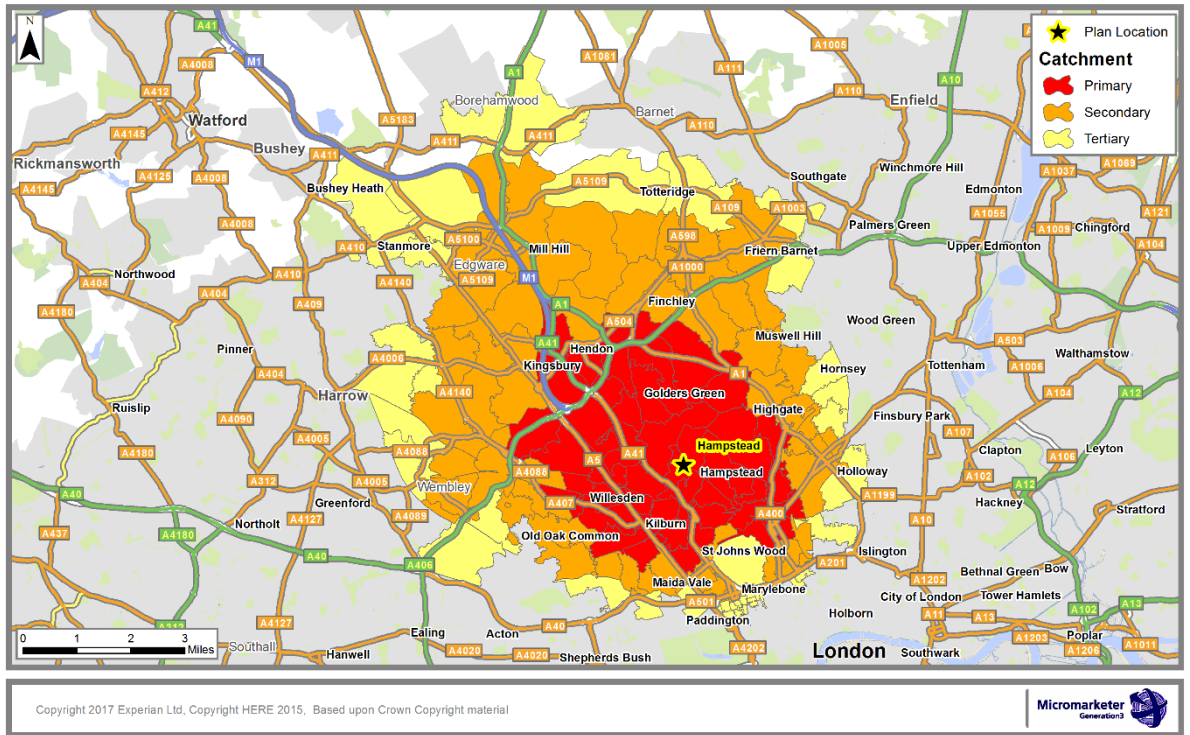 N
A41
M1
A4008
A412
Watford
A4145
Bushey
A411
Rickmansworth
A4125
A4008
A4145
A5183
A411
Borehamwood
A1
A411
A1081
Barnet
A110
A111
A1005
A110
Enfield
A10
Plan Location
Catchment
Primary
Secondary
Tertiary
A1069
A1037
Winchmore Hill
Southgate
Edmonton
A1055
A121
A1009
Chingford
A104
Palmers Green
Upper Edmonton
Bushey Heath
A4008
A410
Stanmore
A5100
Edgware
A5109
Mill Hill
M1
A5109
Totteridge
A109
A1003
A598
Friern Barnet
A1000
Northwood
A404
A410
A404
A4180
A409
A4140
A1
Finchley
A504
A41
Hendon
Kingsbury
Muswell Hill
Wood Green
A503
Walthamstow
A1006
Pinner
A404
A4006
Harrow
A4140
A1
Hornsey
Tottenham
A104
A12
Ruislip
A4090
A4005
Golders Green
Highgate
Finsbury Park
A107
Clapton
Leyton
A4180
A4088
Hampstead
Hampstead
A41
A5
A4088
A312
A4005
Wembley
Holloway
A106
A102
A1199
A12
Hackney
A40
Greenford
A4127
A4089
A407
Willesden
Kilburn
A400
A10
Stratford
Northolt
A4180
A437
A40
A406
Old Oak Common
St Johns Wood
Islington
A201
Maida Vale
Marylebone
A1202
Bethnal Green
Bow
City of London
Tower Hamlets
A501
Paddington
Holborn
A11
A13
A102
A13
0 1 2 3
Miles
A312
A4127
Southall
Hanwell
Ealing
Acton
A40
A4020
A4020
Shepherds Bush
A4202
London
Southwark
A1203
Poplar
A1206
A1011
Copyright 2017 Experian Ltd, Copyright HERE 2015, Based upon Crown Copyright material
Micromarketer
Generation3